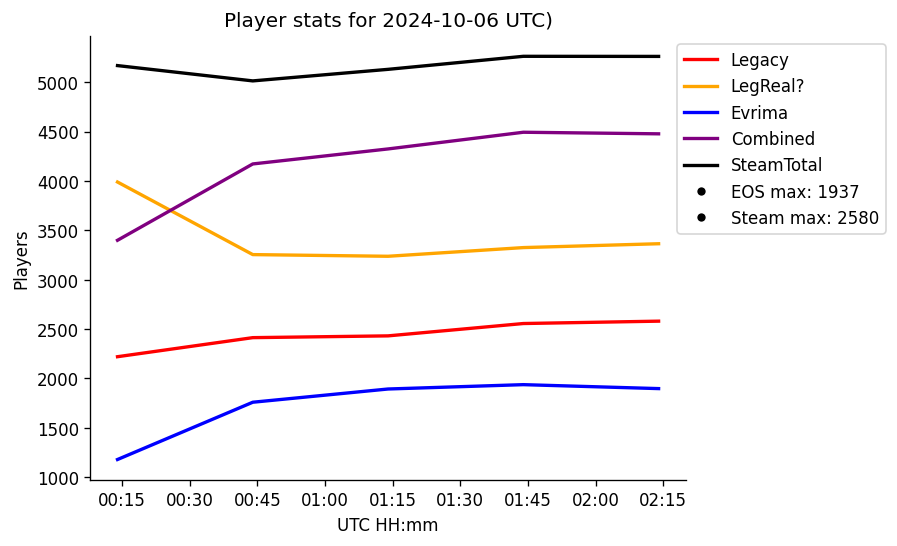 Player stats for 2024-10-06 UTC)
Legacy
LegReal?
Evrima
Combined
SteamTotal
EOS max: 1937
Steam max: 2580
Players
5000
4500
4000
3500
3000
2500
2000
1500
1000
00:15 00:30 00:45 01:00 01:15 01:30 01:45 02:00 02:15
UTC HH:mm